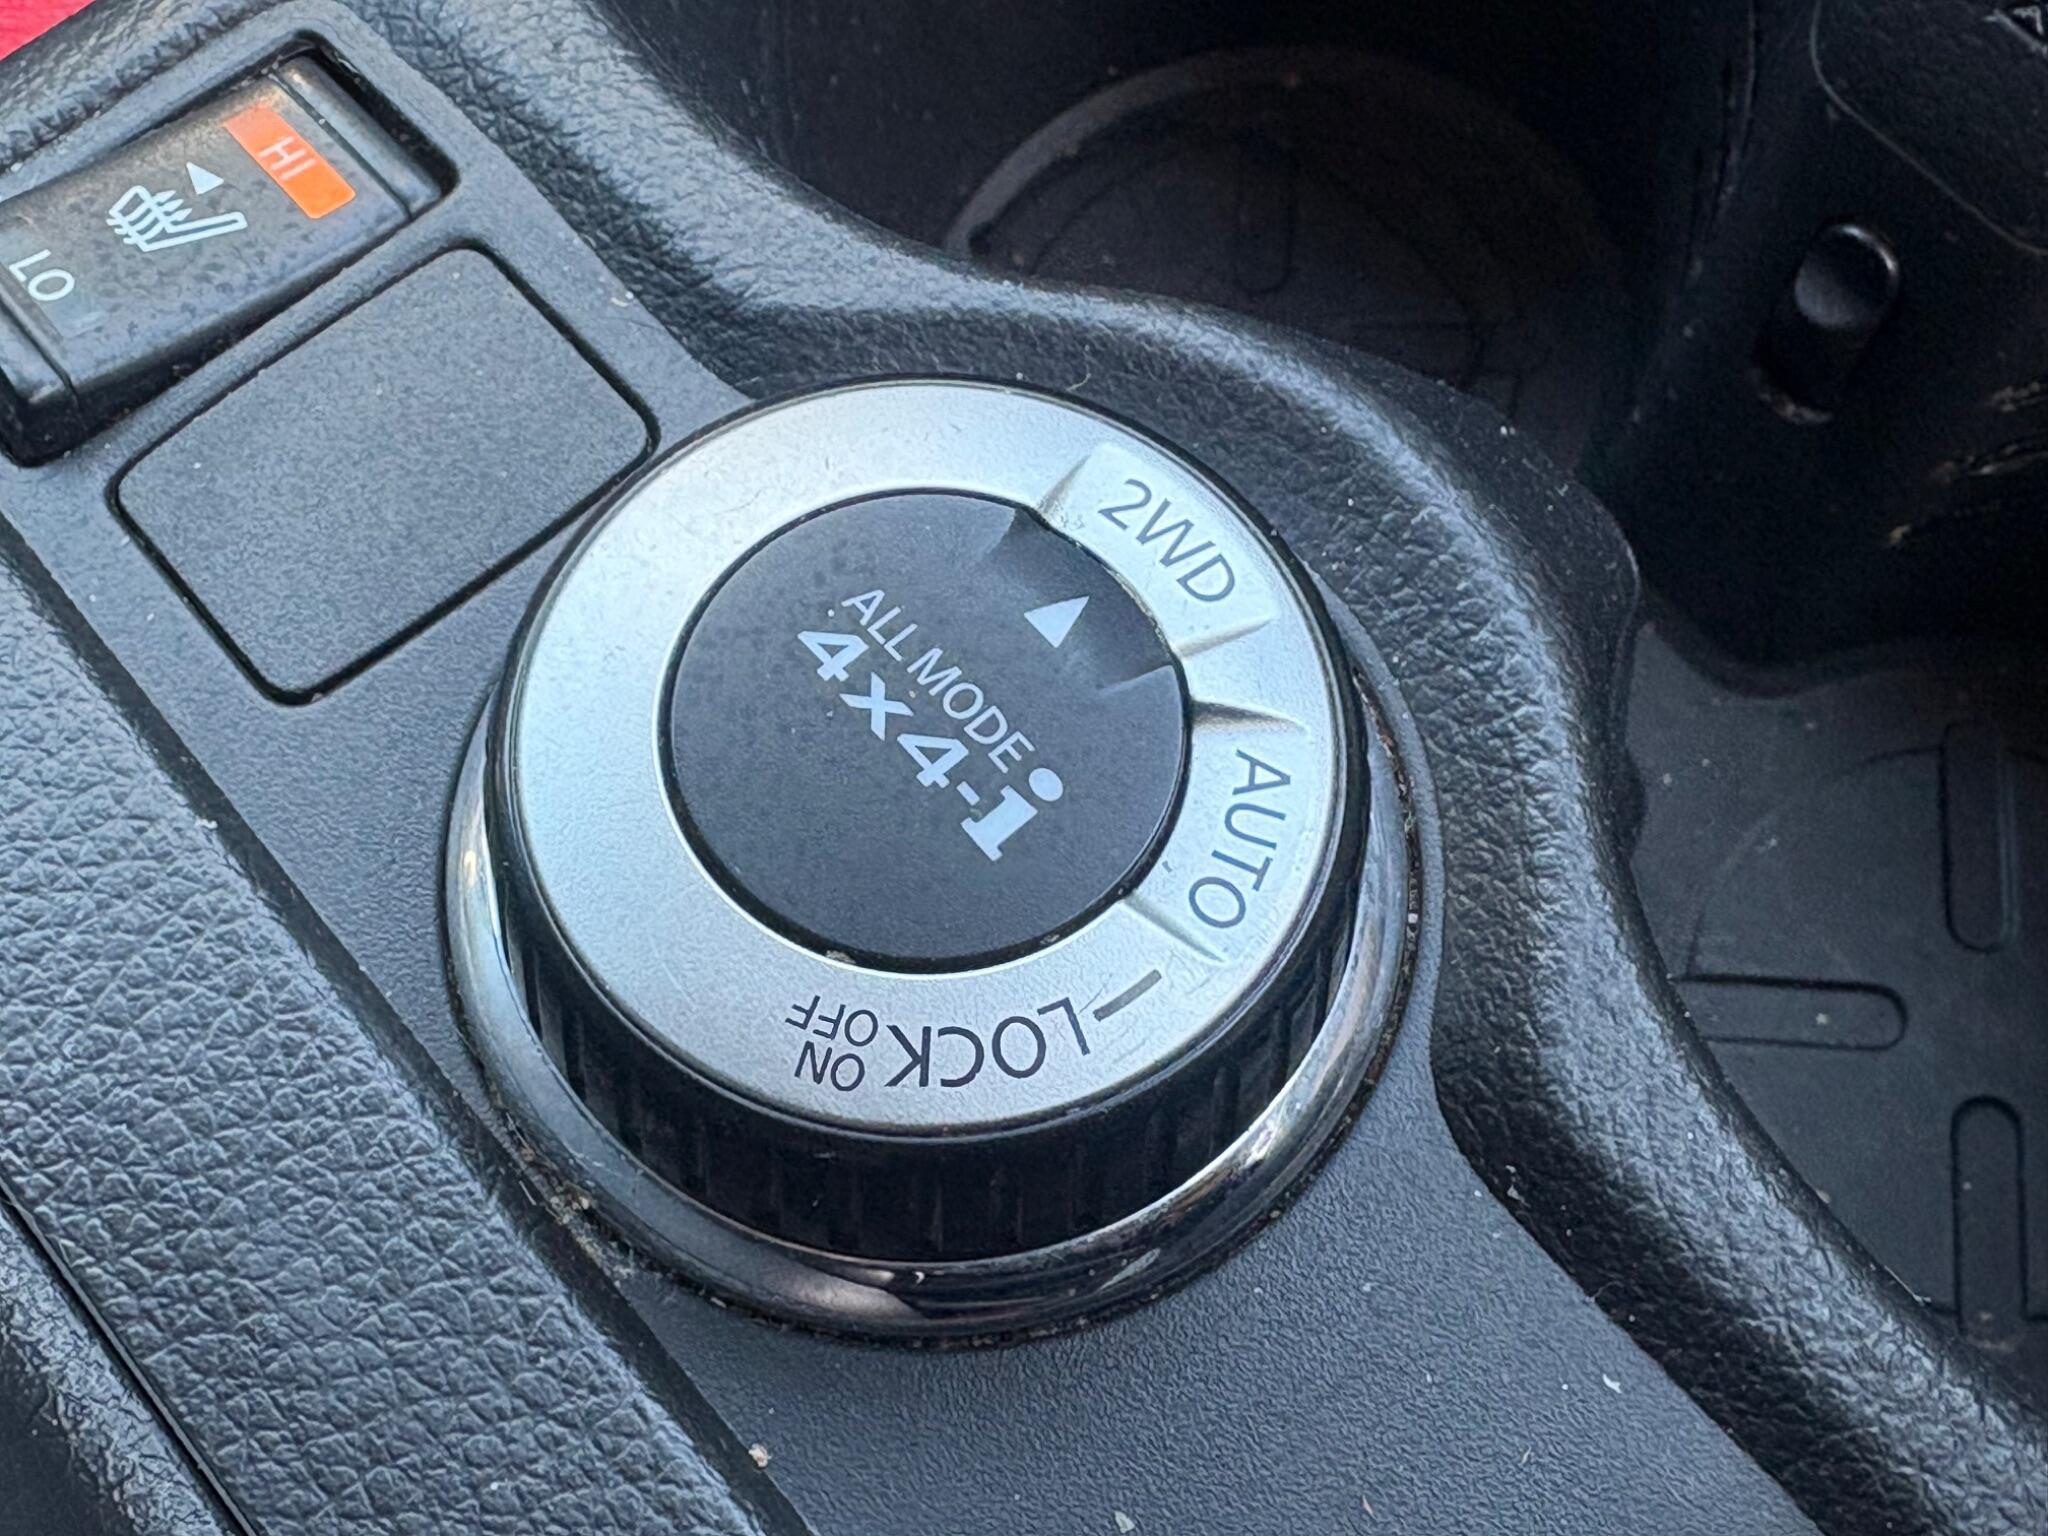 HI
LO
2WD
AUTO
LOCK
ON
OFF
ALL MODE
4x4-i